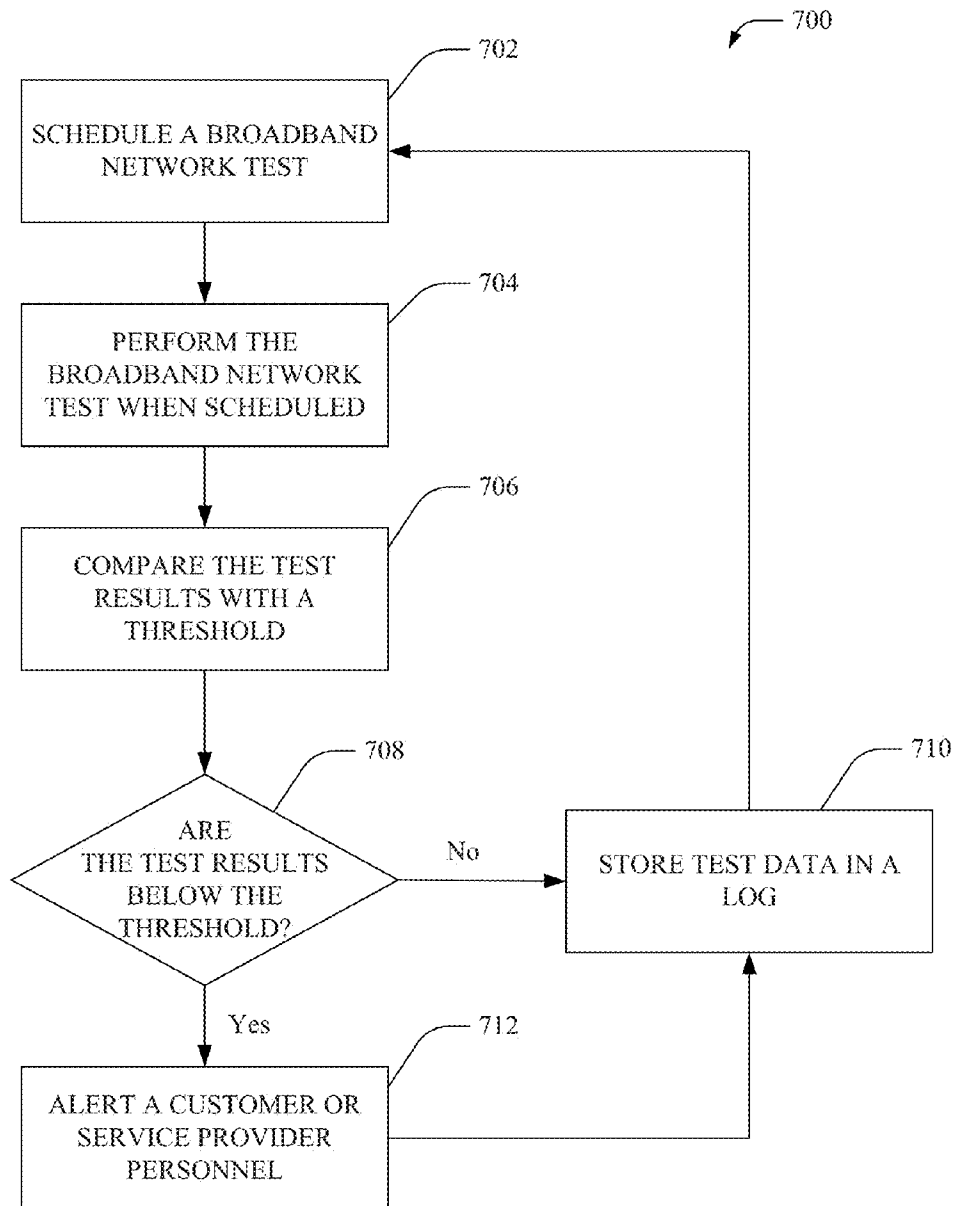 700
702
SCHEDULE A BROADBAND
NETWORK TEST
704
PERFORM THE
BROADBAND NETWORK
TEST WHEN SCHEDULED
706
COMPARE THE TEST
RESULTS WITH A
THRESHOLD
708
ARE
THE TEST RESULTS
BELOW THE
THRESHOLD?
No
710
STORE TEST DATA IN A
LOG
Yes
712
ALERT A CUSTOMER OR
SERVICE PROVIDER
PERSONNEL